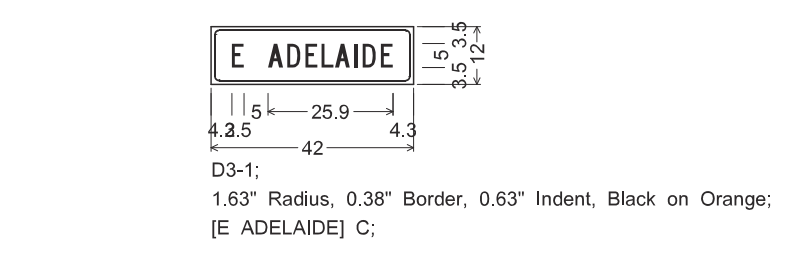 E ADELAIDE
3.5
5
3.5
12
5 25.9
4.3 2.5 4.3
42
D3-1;
1.63" Radius, 0.38" Border, 0.63" Indent, Black on Orange;
[E ADELAIDE] C;